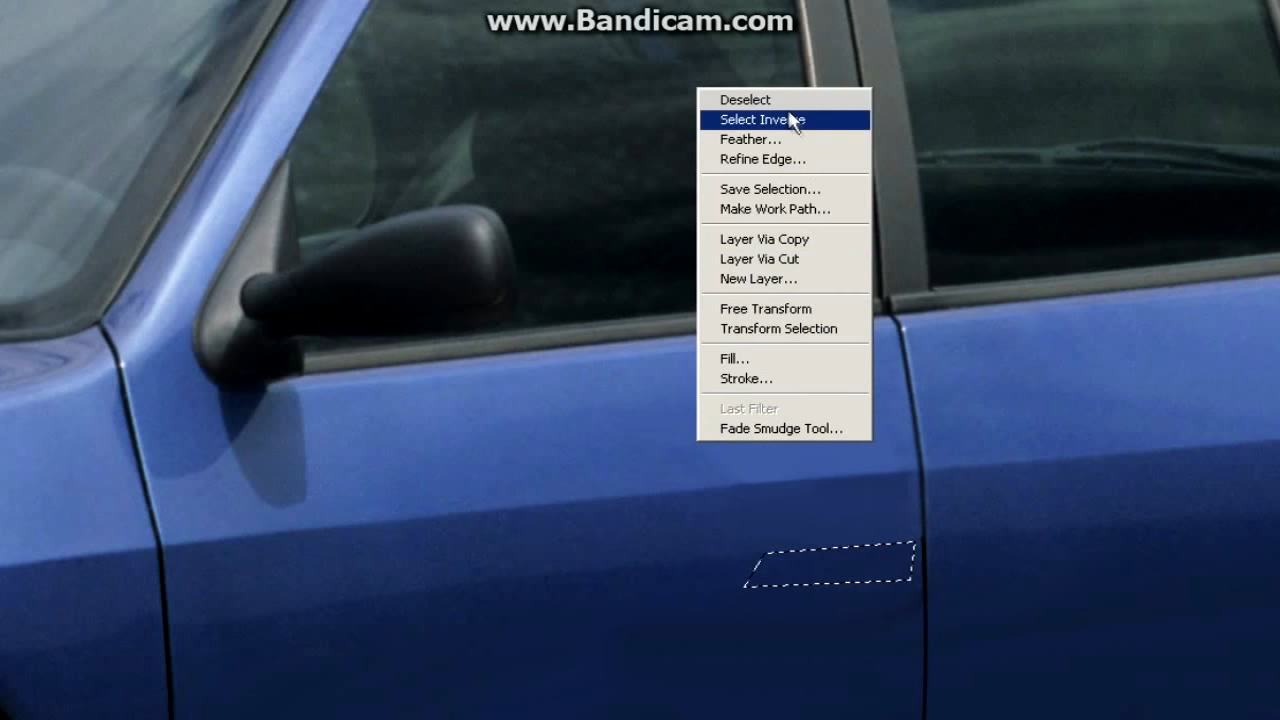 www.Bandicam.com
Deselect
Select Inverse
Feather...
Refine Edge...
Save Selection...
Make Work Path...
Layer Via Copy
Layer Via Cut
New Layer...
Free Transform
Transform Selection
Fill...
Stroke...
Last Filter
Fade Smudge Tool...